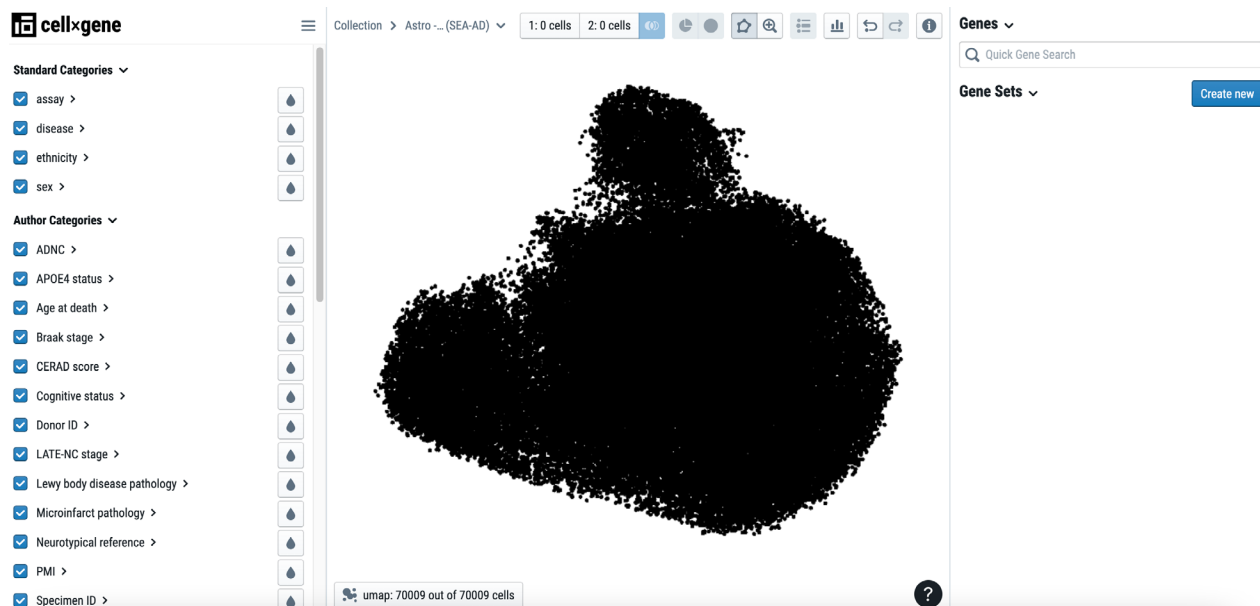 cellxgene
Standard Categories
assay
disease
ethnicity
sex
Author Categories
ADNC
APOE4 status
Age at death
Braak stage
CERAD score
Cognitive status
Donor ID
LATE-NC stage
Lewy body disease pathology
Microinfarct pathology
Neurotypical reference
PMI
Specimen ID
Collection > Astro -... (SEA-AD)
1: 0 cells 2: 0 cells
umap: 70009 out of 70009 cells
?
Genes
Quick Gene Search
Gene Sets
Create new